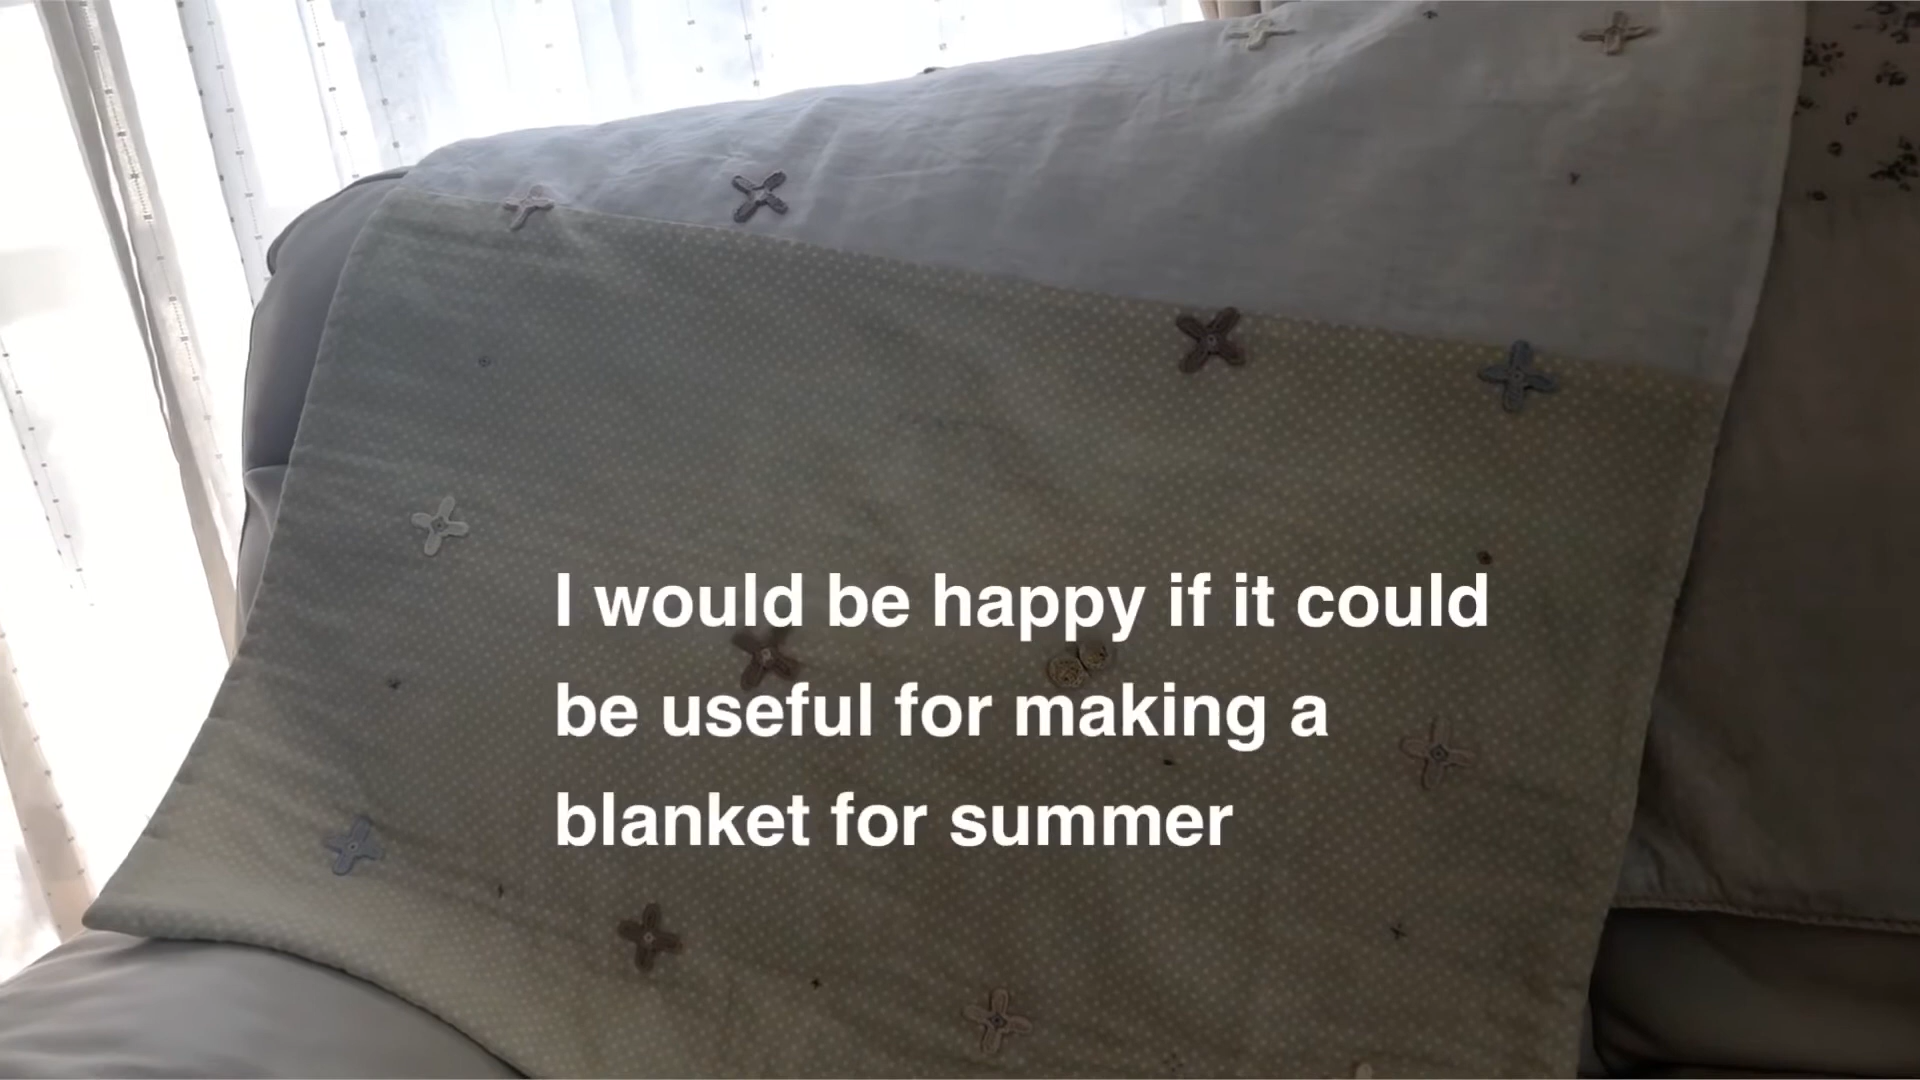 I would be happy if it could
be useful for making a
blanket for summer